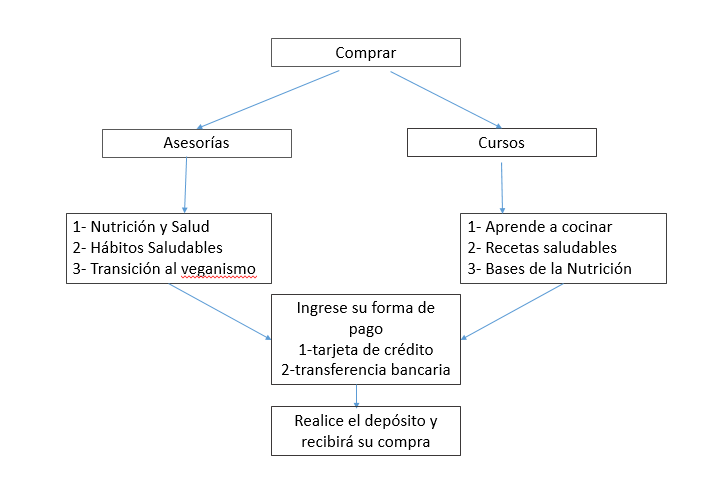 Comprar
Asesorías
Cursos
1- Nutrición y Salud
2- Hábitos Saludables
3- Transición al veganismo
1- Aprende a cocinar
2- Recetas saludables
3- Bases de la Nutrición
Ingrese su forma de
pago
1-tarjeta de crédito
2-transferencia bancaria
Realice el depósito y
recibirá su compra